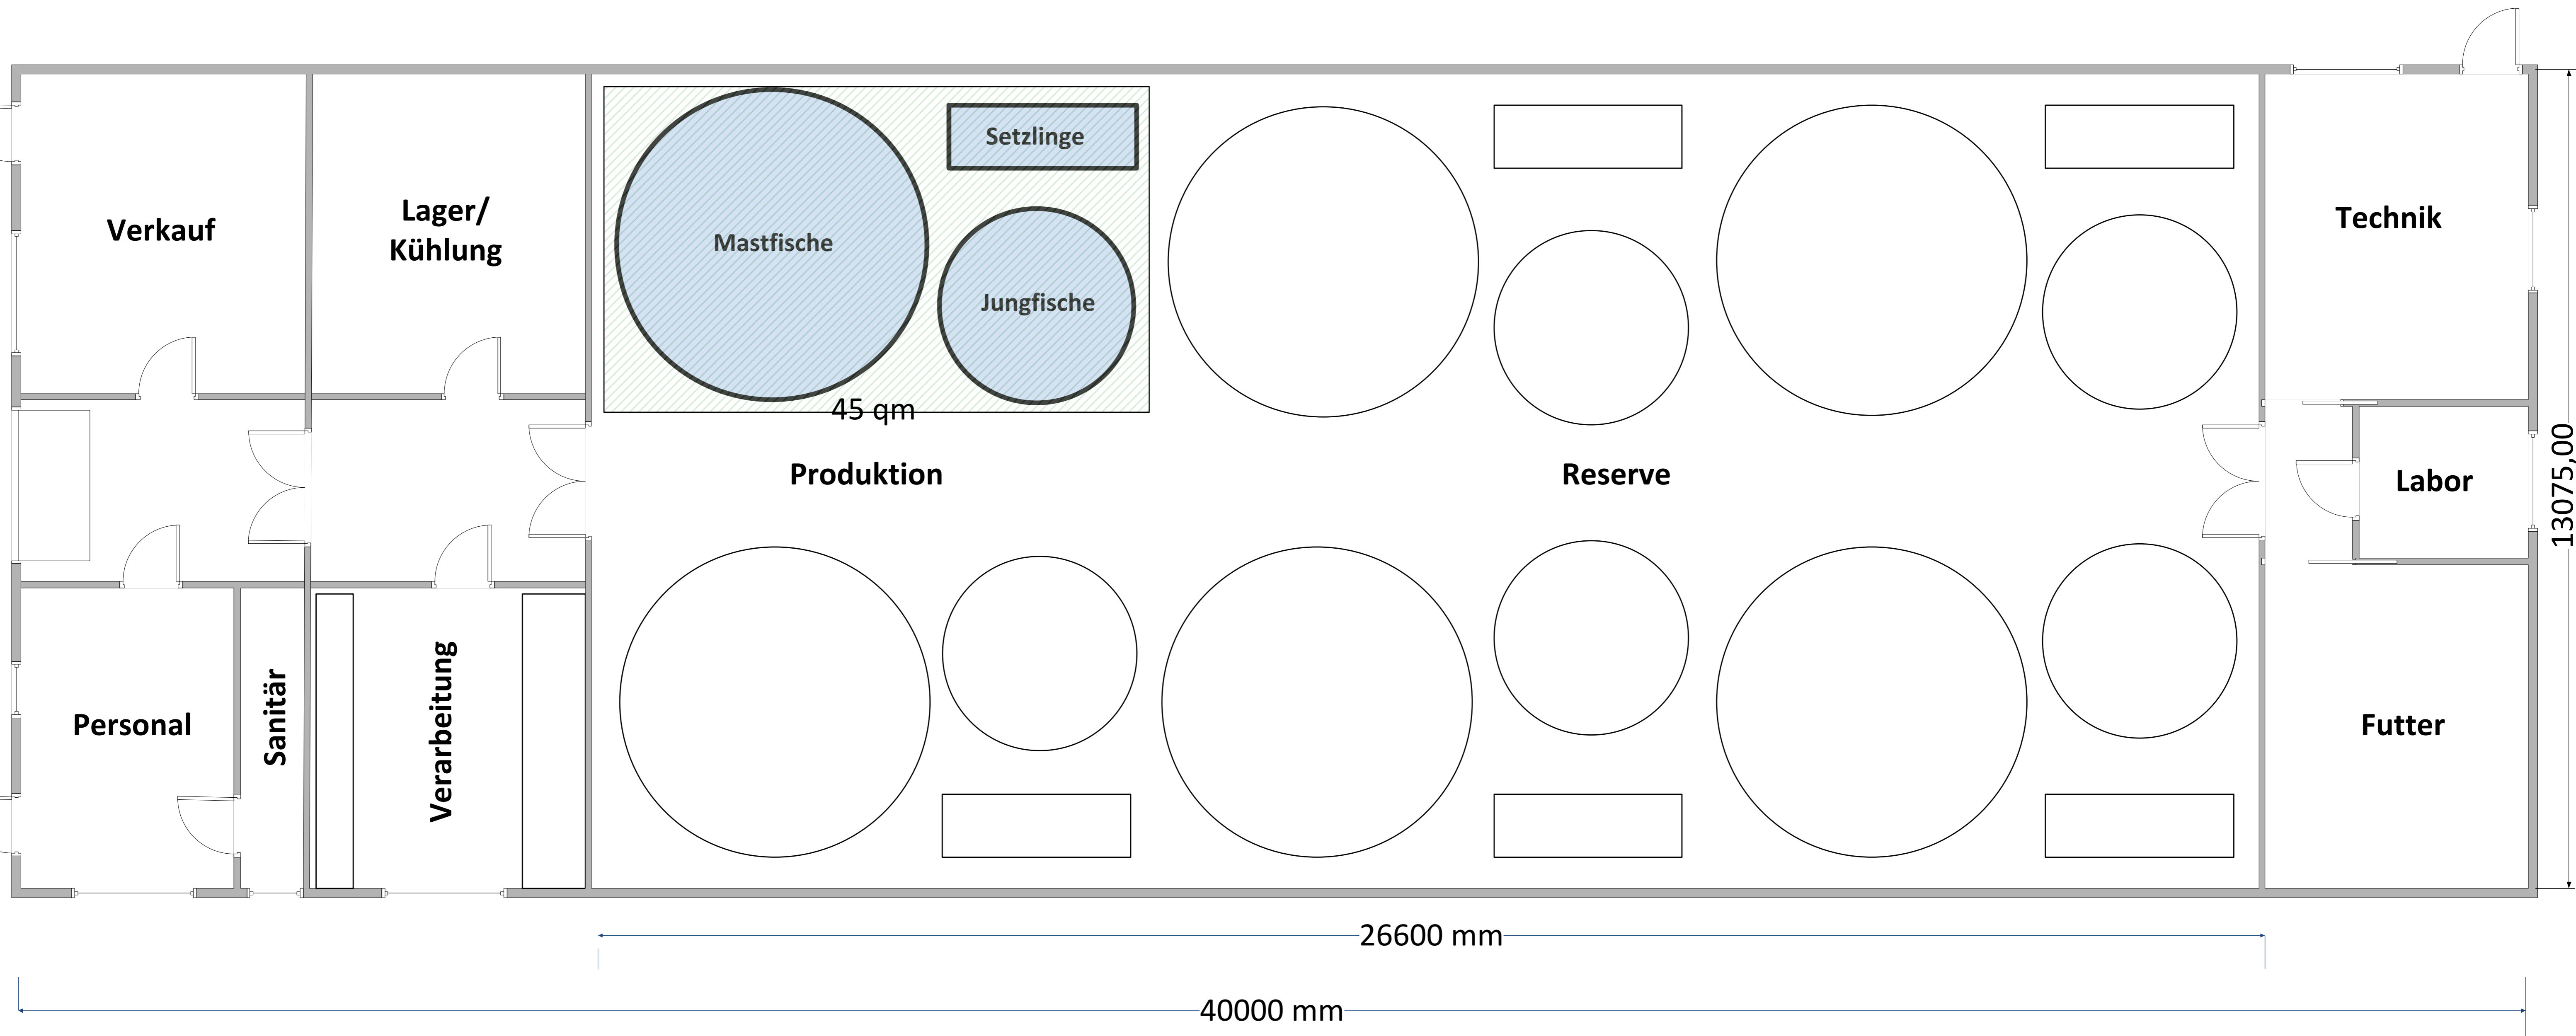 Verkauf
Lager/
Kühlung
Mastfische
Setzlinge
Jungfische
45 qm
Technik
Produktion
Reserve
Labor
13075,00
Personal
Sanitär
Verarbeitung
Futter
26600 mm
40000 mm